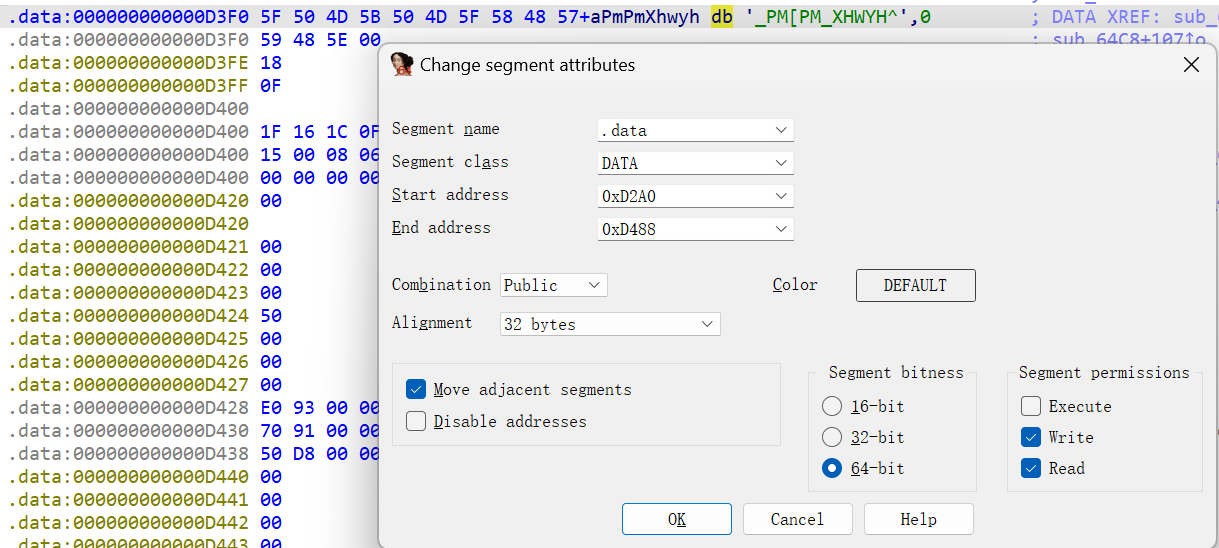 .data:000000000000D3F0 5F 50 4D 5B 50 4D 5F 58 48 57+aPmPmXhwyh db '_PM[PM_XHWYH^',0 ; DATA XREF: sub_
.data:000000000000D3F0 59 48 5E 00 ; sub_64C8+107↑o
.data:000000000000D3FE 18
.data:000000000000D3FF 0F
.data:000000000000D400
.data:000000000000D400 1F 16 1C 0F
.data:000000000000D400 15 00 08 06
.data:000000000000D400 00 00 00 00
.data:000000000000D420 00
.data:000000000000D420
.data:000000000000D421 00
.data:000000000000D422 00
.data:000000000000D423 00
.data:000000000000D424 50
.data:000000000000D425 00
.data:000000000000D426 00
.data:000000000000D427 00
.data:000000000000D428 E0 93 00 00
.data:000000000000D430 70 91 00 00
.data:000000000000D438 50 D8 00 00
.data:000000000000D440 00
.data:000000000000D441 00
.data:000000000000D442 00
.data:000000000000D443 00
Change segment attributes
Segment name .data
Segment class DATA
Start address 0xD2A0
End address 0xD488
Combination Public Color DEFAULT
Alignment 32 bytes
Move adjacent segments
Disable addresses
Segment bitness
16-bit
32-bit
64-bit
Segment permissions
Execute
Write
Read
OK Cancel Help